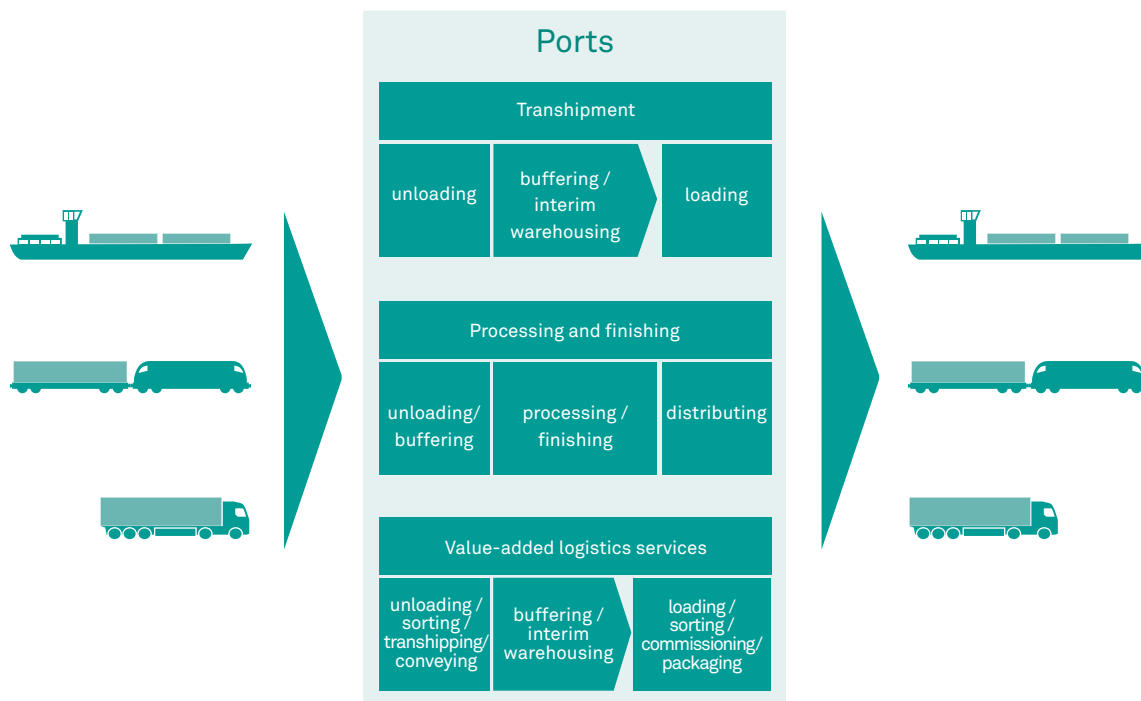 Ports
Transhipment
unloading
buffering /
interim
warehousing
loading
Processing and finishing
unloading/
buffering
processing /
finishing
distributing
Value-added logistics services
unloading /
sorting /
transhipping/
conveying
buffering /
interim
warehousing
loading /
sorting /
commissioning/
packaging